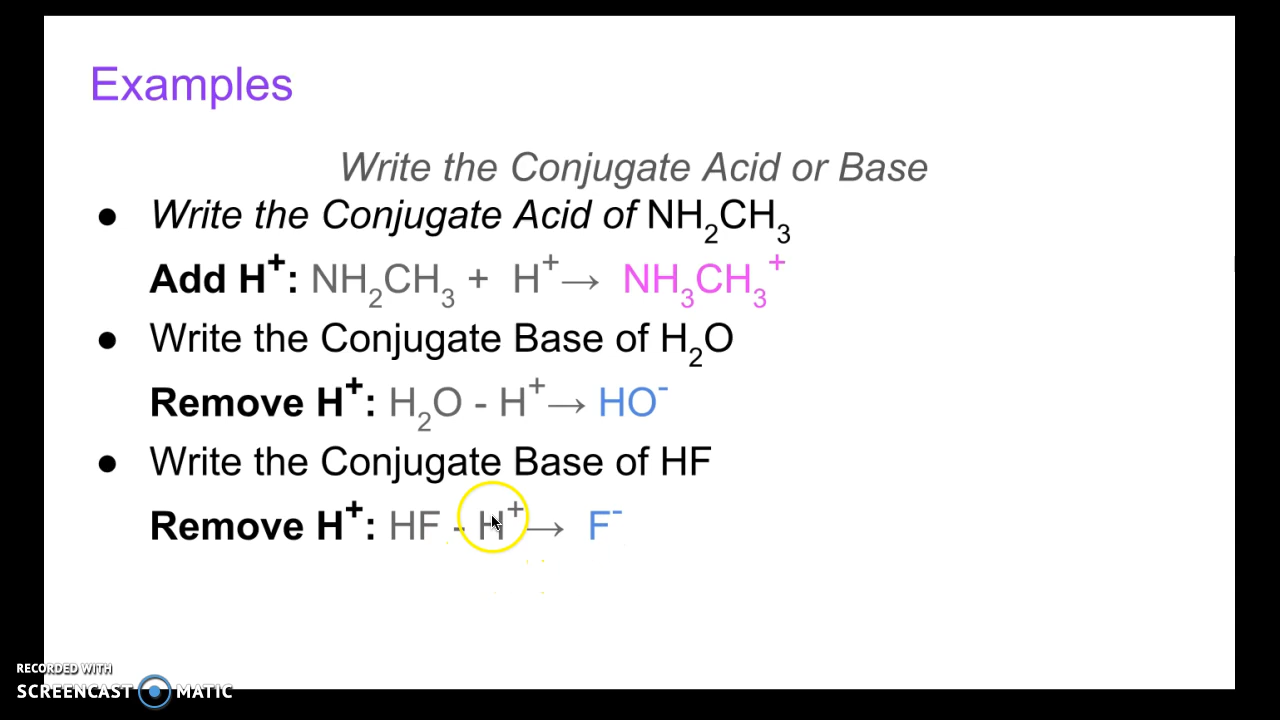 Examples
Write the Conjugate Acid or Base
● Write the Conjugate Acid of NH₂CH₃
Add H⁺: NH₂CH₃ + H⁺→ NH₃CH₃⁺
● Write the Conjugate Base of H₂O
Remove H⁺: H₂O - H⁺→ HO⁻
● Write the Conjugate Base of HF
Remove H⁺: HF - H⁺→ F⁻
RECORDED WITH
SCREENCAST MATIC